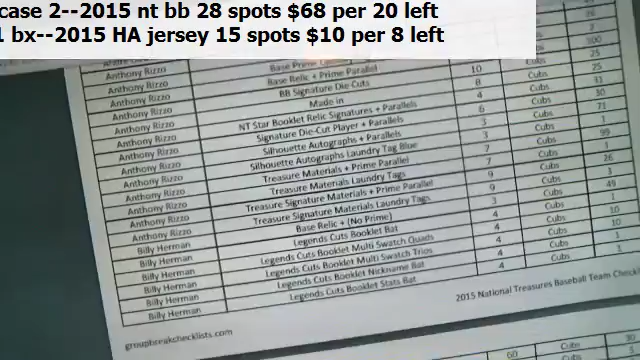 case 2--2015 nt bb 28 spots $68 per 20 left
1 bx--2015 HA jersey 15 spots $10 per 8 left
Anthony Rizzo Base Prime
Anthony Rizzo Base Relic + Prime Parallel 10 Cubs 25
Anthony Rizzo BB Signature Die-Cuts 8 Cubs 25
Anthony Rizzo Made in 4 Cubs 31
Anthony Rizzo NT Star Booklet Relic Signatures + Parallels 6 Cubs 30
Anthony Rizzo Signature Die-Cut Player + Parallels 3 Cubs 71
Anthony Rizzo Silhouette Autographs + Parallels 3 Cubs 1
Anthony Rizzo Silhouette Autographs Laundry Tag Blue 7 Cubs 99
Anthony Rizzo Treasure Materials + Prime Parallel 7 Cubs 1
Anthony Rizzo Treasure Materials Laundry Tags 9 Cubs 26
Anthony Rizzo Treasure Signature Materials + Prime Parallel 9 Cubs 1
Anthony Rizzo Treasure Signature Materials Laundry Tags 3 Cubs 49
Billy Herman Base Relic + (No Prime) 4 Cubs 1
Billy Herman Legends Cuts Booklet Bat 4 Cubs 10
Billy Herman Legends Cuts Booklet Multi Swatch Quads 4 Cubs 10
Billy Herman Legends Cuts Booklet Multi Swatch Trios 4 Cubs 1
Billy Herman Legends Cuts Booklet Nickname Bat
Billy Herman Legends Cuts Booklet Stats Bat
groupbreakchecklists.com 2015 National Treasures Baseball Team Check
60 Cubs 30